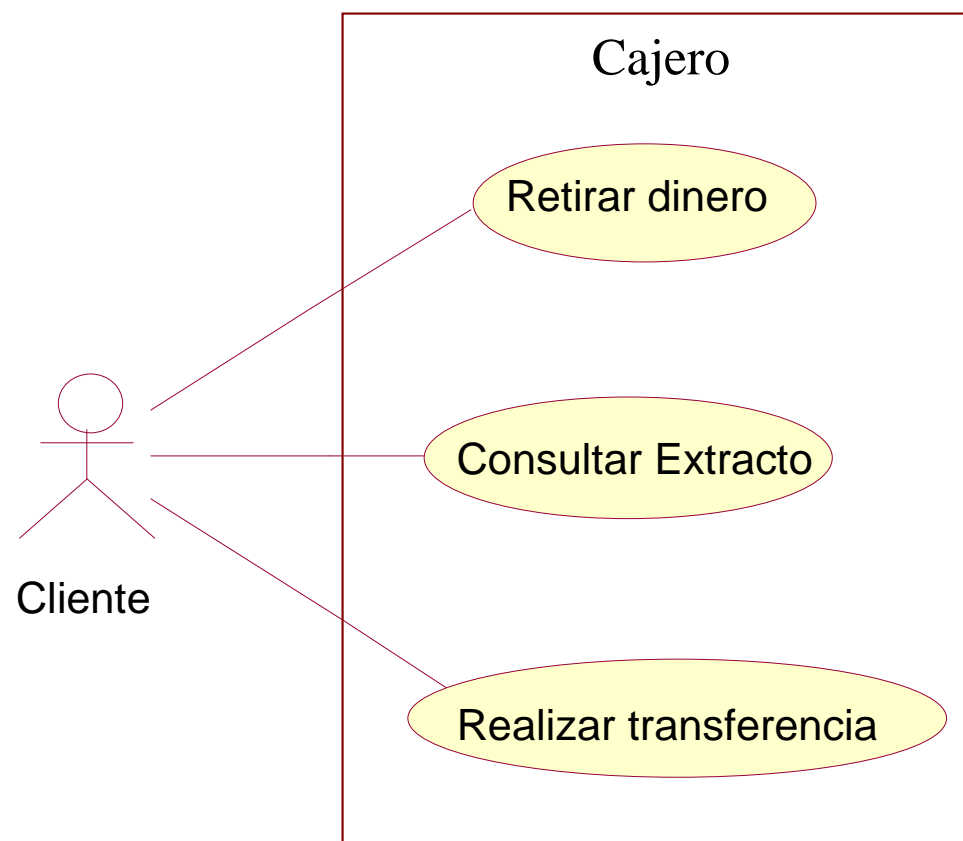 Cajero
Retirar dinero
Consultar Extracto
Cliente
Realizar transferencia